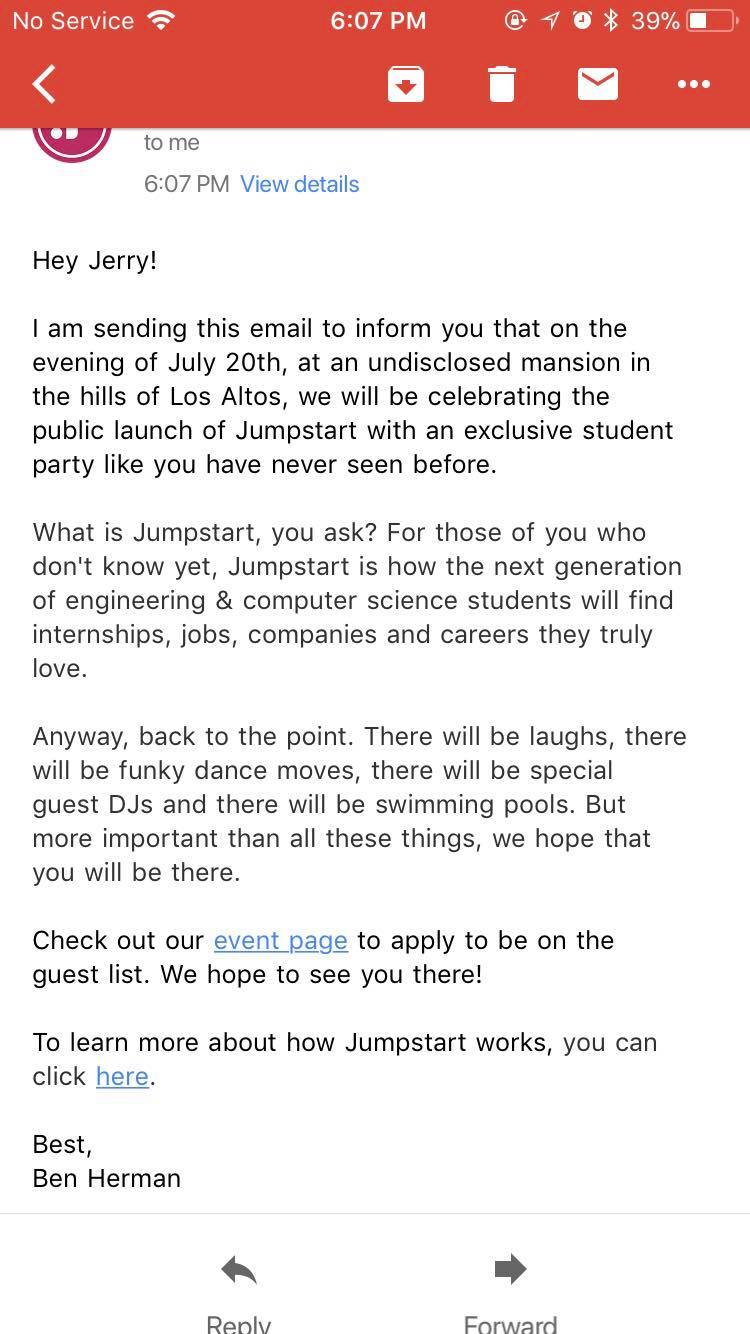 No Service 6:07 PM 39%
to me
6:07 PM View details
Hey Jerry!
I am sending this email to inform you that on the
evening of July 20th, at an undisclosed mansion in
the hills of Los Altos, we will be celebrating the
public launch of Jumpstart with an exclusive student
party like you have never seen before.
What is Jumpstart, you ask? For those of you who
don't know yet, Jumpstart is how the next generation
of engineering & computer science students will find
internships, jobs, companies and careers they truly
love.
Anyway, back to the point. There will be laughs, there
will be funky dance moves, there will be special
guest DJs and there will be swimming pools. But
more important than all these things, we hope that
you will be there.
Check out our event page to apply to be on the
guest list. We hope to see you there!
To learn more about how Jumpstart works, you can
click here.
Best,
Ben Herman
Reply Forward